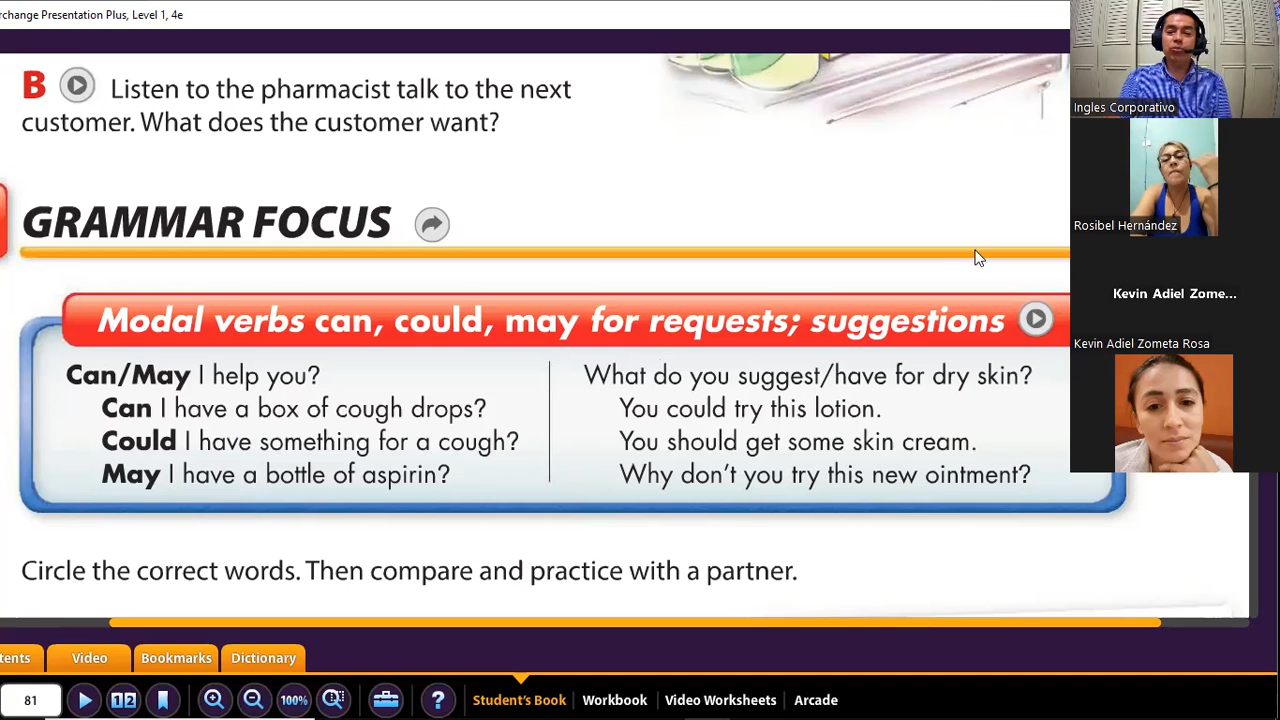 rchange Presentation Plus, Level 1, 4e
B Listen to the pharmacist talk to the next
customer. What does the customer want?
GRAMMAR FOCUS
Modal verbs can, could, may for requests; suggestions
Can/May I help you?
Can I have a box of cough drops?
Could I have something for a cough?
May I have a bottle of aspirin?
What do you suggest/have for dry skin?
You could try this lotion.
You should get some skin cream.
Why don't you try this new ointment?
Circle the correct words. Then compare and practice with a partner.
Ingles Corporativo
Rosibel Hernández
Kevin Adiel Zome...
Kevin Adiel Zometa Rosa
tents Video Bookmarks Dictionary
81 12 100% ? Student's Book Workbook Video Worksheets Arcade